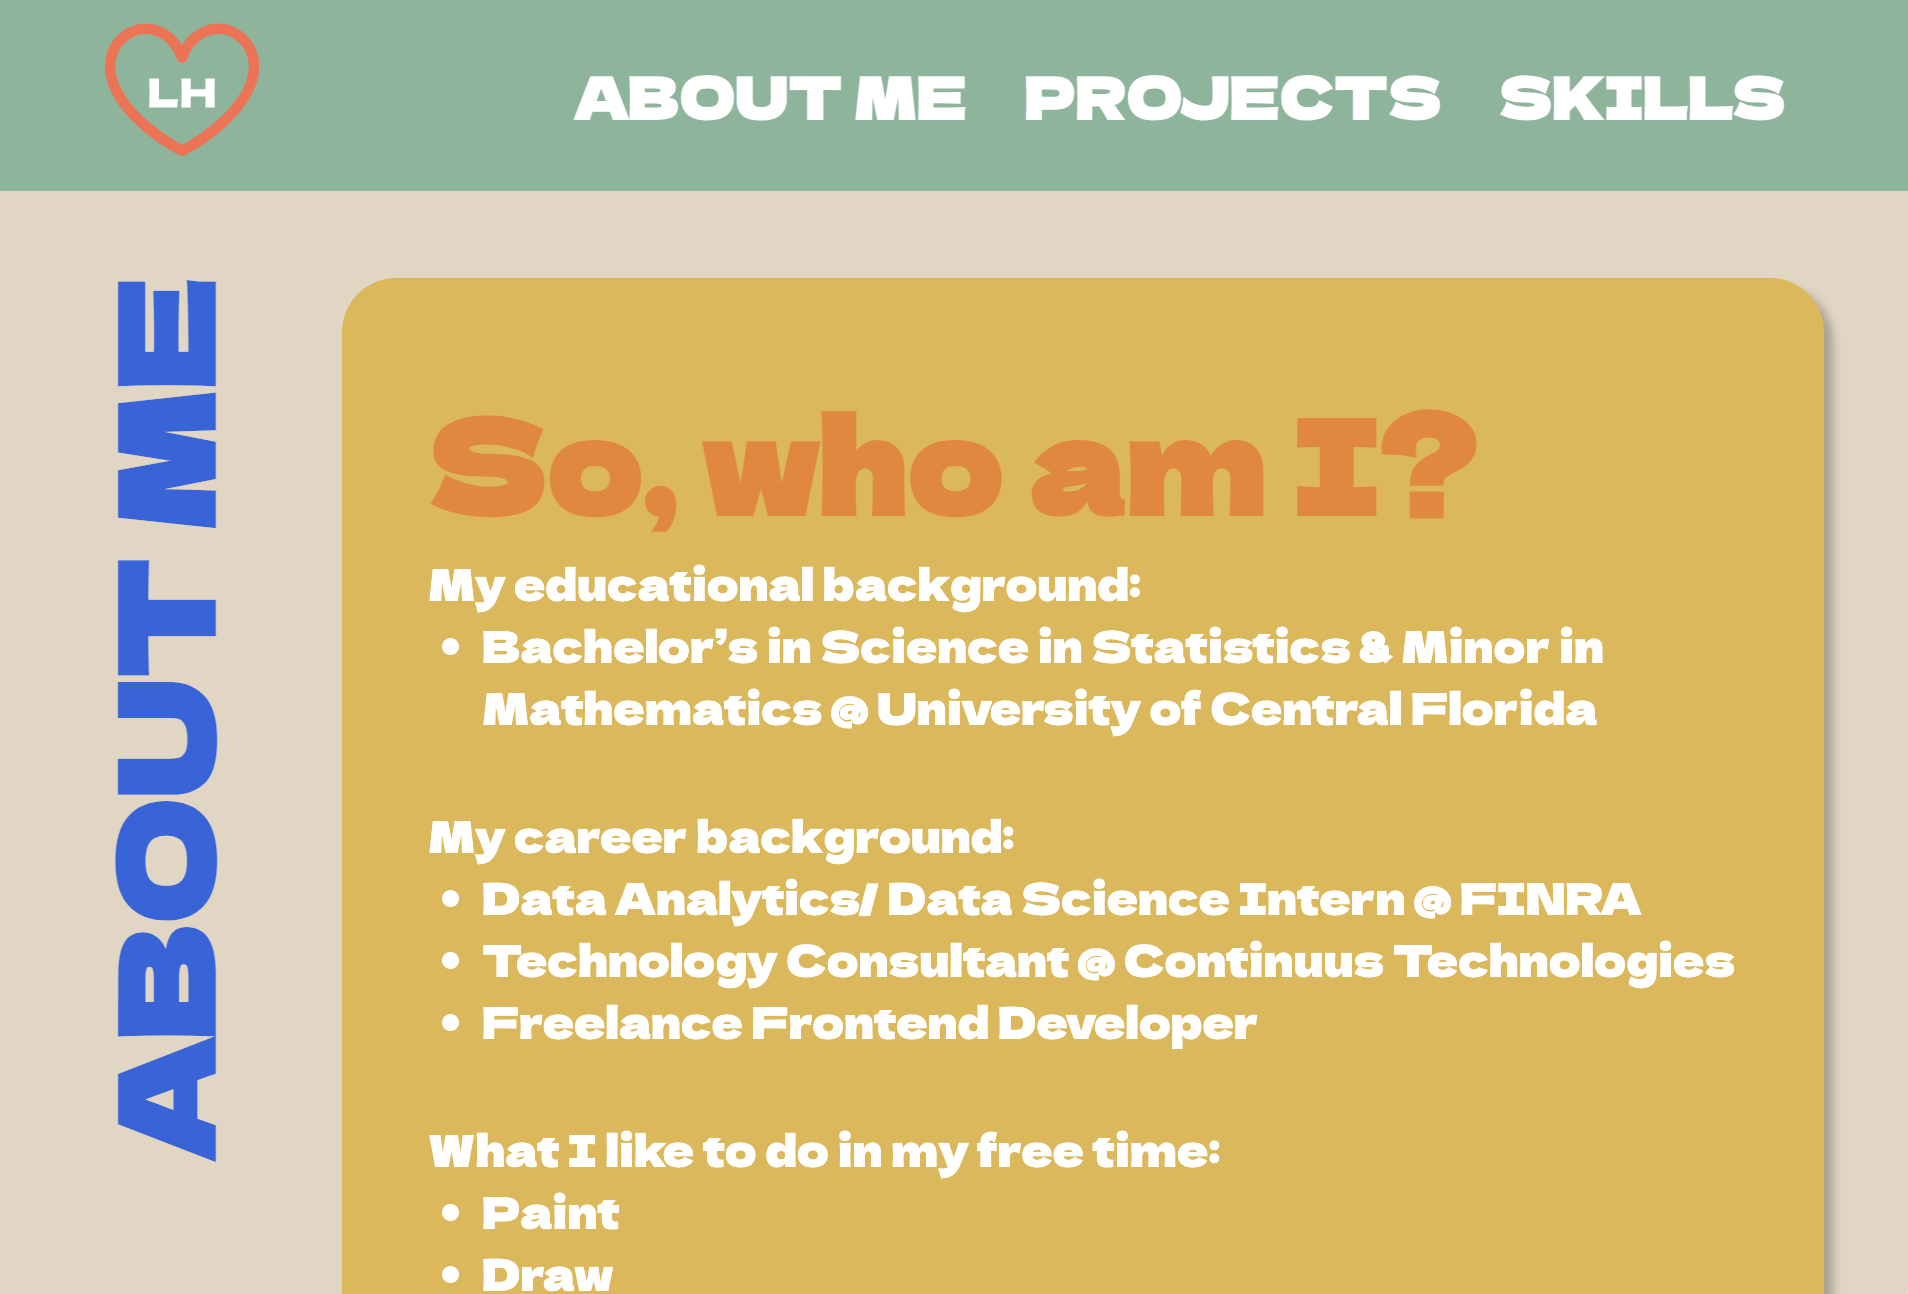 LH
ABOUT ME PROJECTS SKILLS
ABOUT ME
So, who am I?
My educational background:
• Bachelor’s in Science in Statistics & Minor in
Mathematics @ University of Central Florida
My career background:
• Data Analytics/ Data Science Intern @ FINRA
• Technology Consultant @ Continuus Technologies
• Freelance Frontend Developer
What I like to do in my free time:
• Paint
• Draw